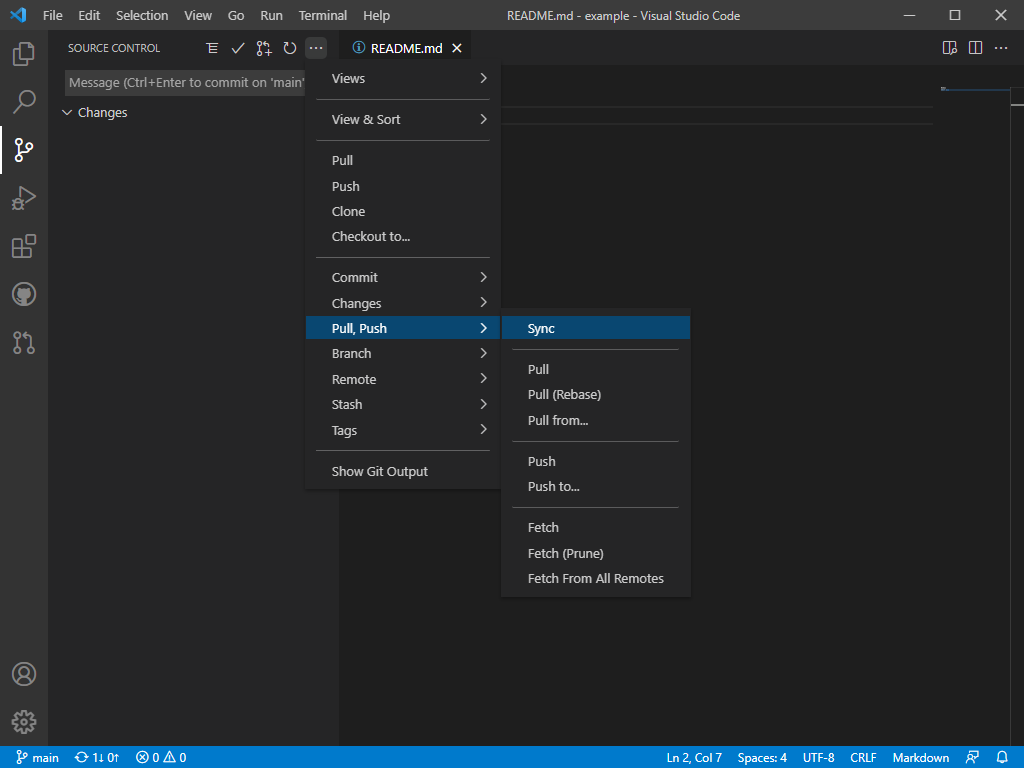 File Edit Selection View Go Run Terminal Help README.md - example - Visual Studio Code
SOURCE CONTROL
README.md
Message (Ctrl+Enter to commit on 'main'
Changes
Views
View & Sort
Pull
Push
Clone
Checkout to...
Commit
Changes
Pull, Push
Branch
Remote
Stash
Tags
Show Git Output
Sync
Pull
Pull (Rebase)
Pull from...
Push
Push to...
Fetch
Fetch (Prune)
Fetch From All Remotes
main 1↓ 0↑ 0 0 Ln 2, Col 7 Spaces: 4 UTF-8 CRLF Markdown